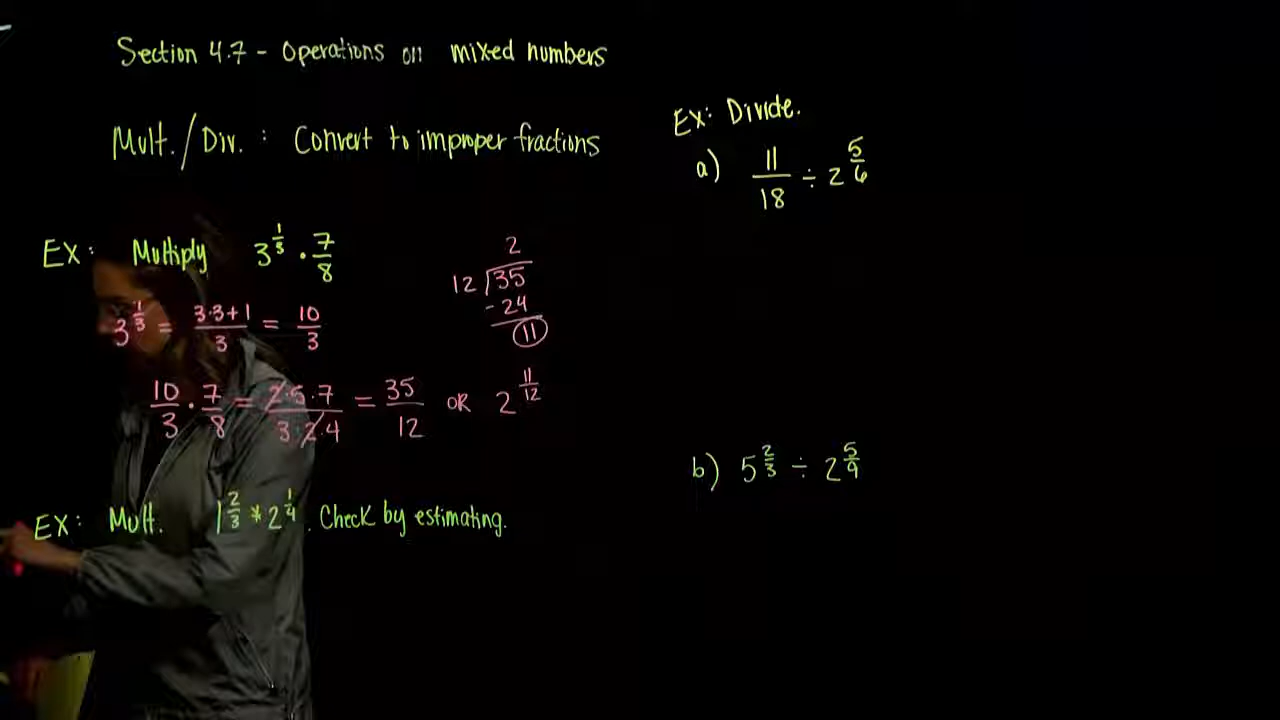 Section 4.7 - Operations on mixed numbers
Mult./Div. : Convert to improper fractions
Ex: Multiply 3 1/3 · 7/8
3 1/3 = 3·3+1/3 = 10/3
10/3 · 7/8 = 2·5·7/3·2·4 = 35/12 OR 2 11/12
2
12 35
- 24
11
Ex: Mult. 1 2/3 * 2 1/4. Check by estimating.
Ex: Divide.
a) 11/18 ÷ 2 5/6
b) 5 2/3 ÷ 2 5/9